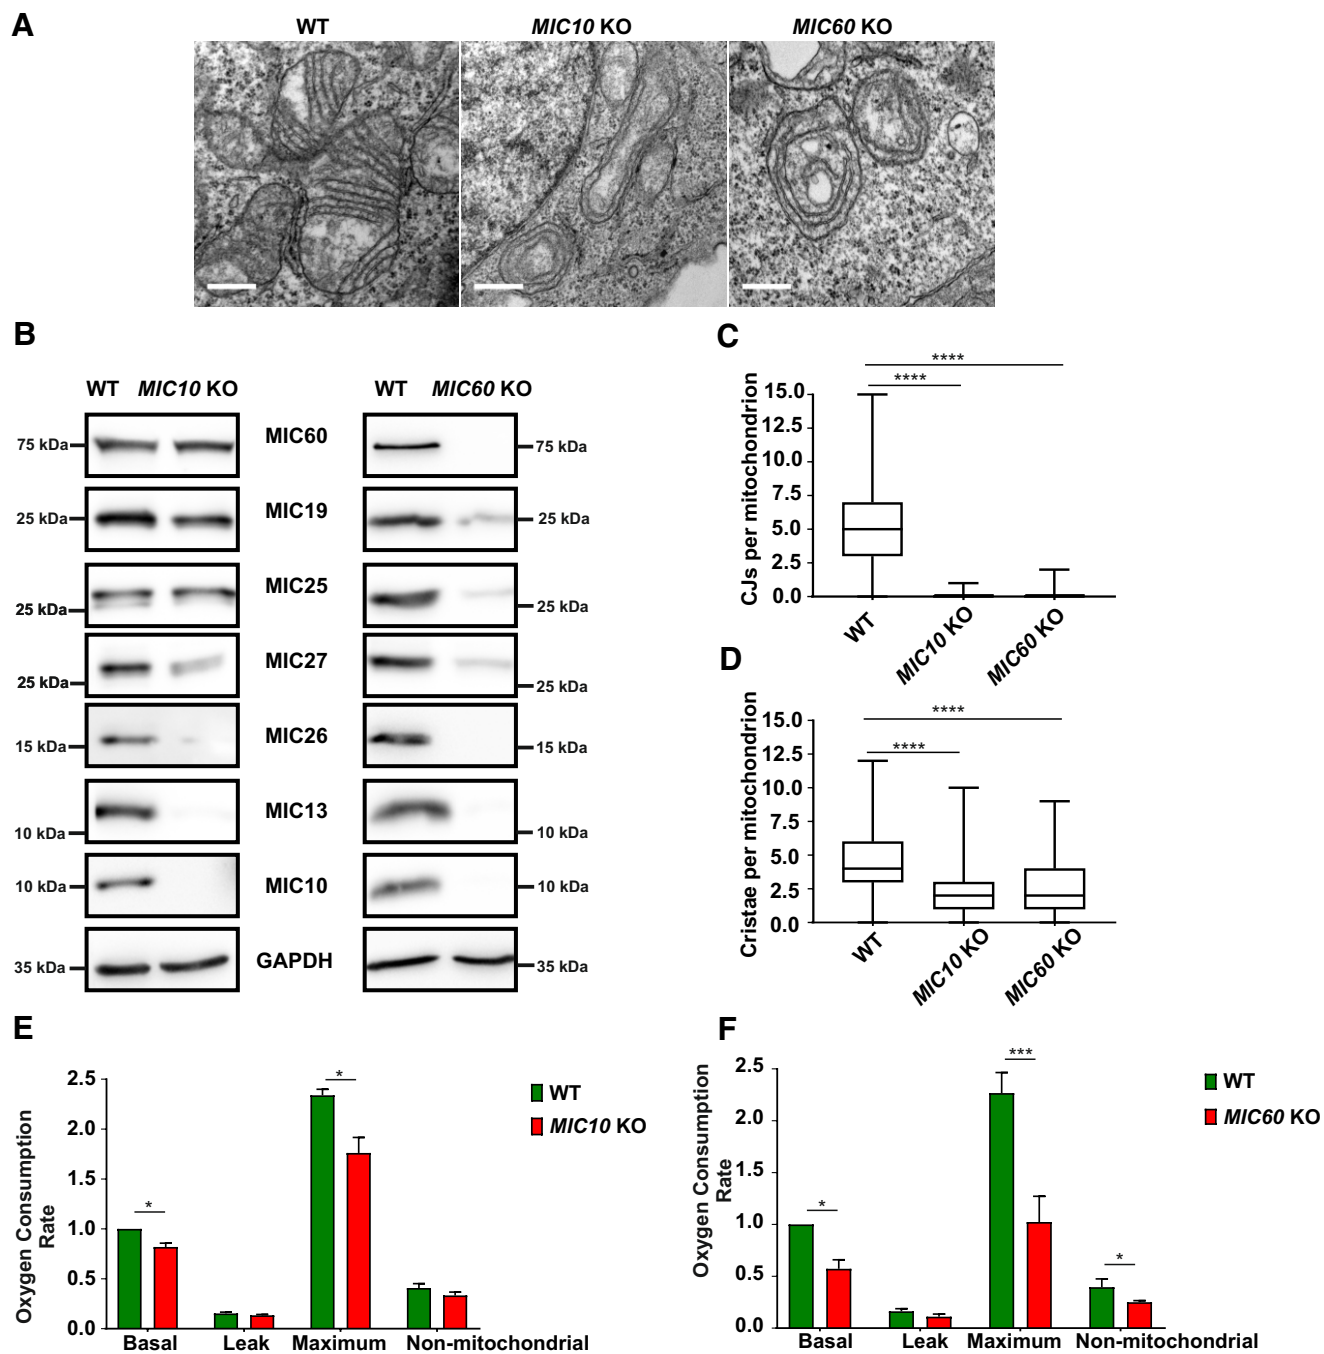 A
WT
MIC10 KO
MIC60 KO
B
WT MIC10 KO
WT MIC60 KO
75 kDa
MIC60
75 kDa
25 kDa
MIC19
25 kDa
25 kDa
MIC25
25 kDa
25 kDa
MIC27
25 kDa
15 kDa
MIC26
15 kDa
10 kDa
MIC13
10 kDa
10 kDa
MIC10
10 kDa
35 kDa
GAPDH
35 kDa
C
****
****
CJs per mitochondrion
15.0
12.5
10.0
7.5
5.0
2.5
0.0
WT
MIC10 KO
MIC60 KO
D
****
****
Cristae per mitochondrion
15.0
12.5
10.0
7.5
5.0
2.5
0.0
WT
MIC10 KO
MIC60 KO
E
Oxygen Consumption
Rate
2.5
2.0
1.5
1.0
0.5
0.0
*
*
WT
MIC10 KO
Basal Leak Maximum Non-mitochondrial
F
Oxygen Consumption
Rate
2.5
2.0
1.5
1.0
0.5
0.0
*
***
*
WT
MIC60 KO
Basal Leak Maximum Non-mitochondrial